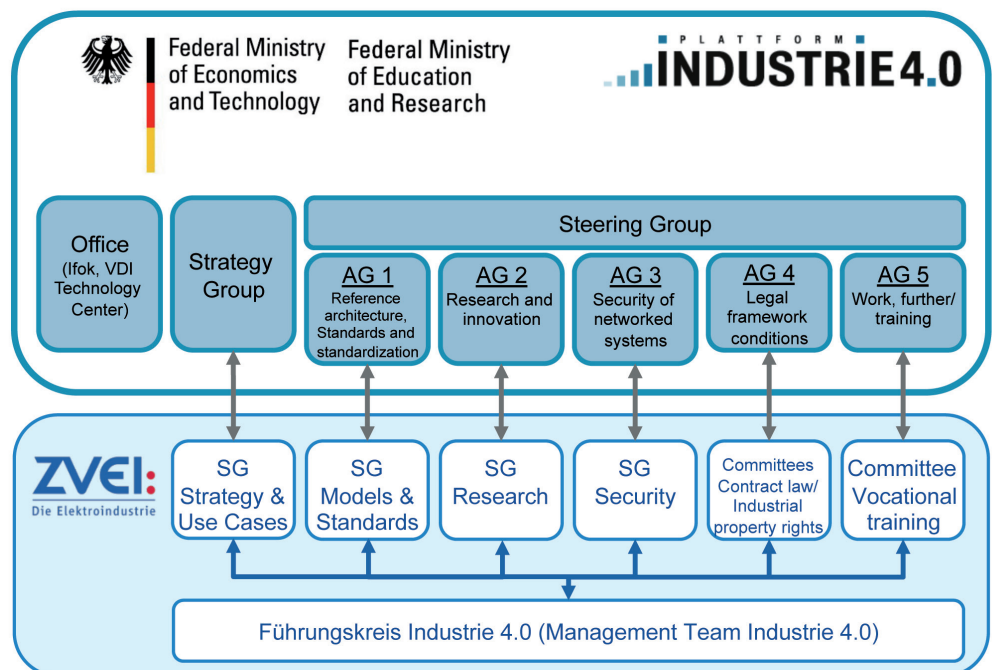 Federal Ministry
of Economics
and Technology
Federal Ministry
of Education
and Research
PLATTFORM
INDUSTRIE4.0
Office
(Ifok, VDI
Technology
Center)
Strategy
Group
Steering Group
AG 1
Reference
architecture,
Standards and
standardization
AG 2
Research and
innovation
AG 3
Security of
networked
systems
AG 4
Legal
framework
conditions
AG 5
Work, further/
training
ZVEI:
Die Elektroindustrie
SG
Strategy &
Use Cases
SG
Models &
Standards
SG
Research
SG
Security
Committees
Contract law/
Industrial
property rights
Committee
Vocational
training
Führungskreis Industrie 4.0 (Management Team Industrie 4.0)